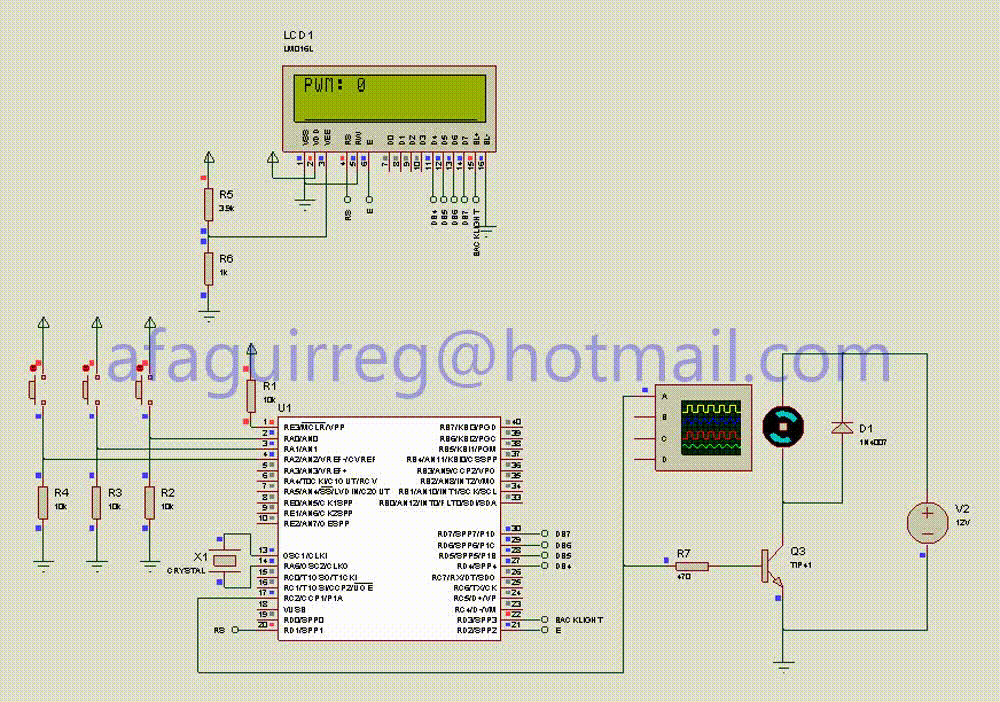 LCD1
LM016L
PWM: 0
VSS VDD VEE RS RW E D0 D1 D2 D3 D4 D5 D6 D7 BL+ BL-
1 2 3 4 5 6 7 8 9 10 11 12 13 14 15 16
RS E DB4 DB5 DB6 DB7 BACKLIGHT
R5
3.9k
R6
1k
afaguirreg@hotmail.com
R1
10k
U1
R4
10k
R3
10k
R2
10k
1 RE3/MCLR/VPP
2 RA0/AN0
3 RA1/AN1
4 RA2/AN2/VREF-/CVREF
5 RA3/AN3/VREF+
6 RA4/T0CKI/C1OUT/RCV
7 RA5/AN4/SS/LVDIN/C2OUT
8 RE0/AN5/CK1SPP
9 RE1/AN6/CK2SPP
10 RE2/AN7/OESPP
13 OSC1/CLKI
14 RA6/OSC2/CLKO
15 RC0/T1OSO/T1CKI
16 RC1/T1OSI/CCP2/UOE
17 RC2/CCP1/P1A
18 VUSB
19 RD0/SPP0
20 RD1/SPP1
RS
X1
CRYSTAL
RB7/KBI3/PGD 40
RB6/KBI2/PGC 39
RB5/KBI1/PGM 38
RB4/AN11/KBI0/CSSPP 37
RB3/AN9/CCP2/VPO 36
RB2/AN8/INT2/VMO 35
RB1/AN10/INT1/SCK/SCL 34
RB0/AN12/INT0/FLT0/SDI/SDA 33
RD7/SPP7/P1D 30 DB7
RD6/SPP6/P1C 29 DB6
RD5/SPP5/P1B 28 DB5
RD4/SPP4 27 DB4
RC7/RX/DT/SDO 26
RC6/TX/CK 25
RC5/D+/VP 24
RC4/D-/VM 23
RD3/SPP3 22 BACKLIGHT
RD2/SPP2 21 E
A
B
C
D
D1
1N4007
V2
12V
R7
470
Q3
TIP41